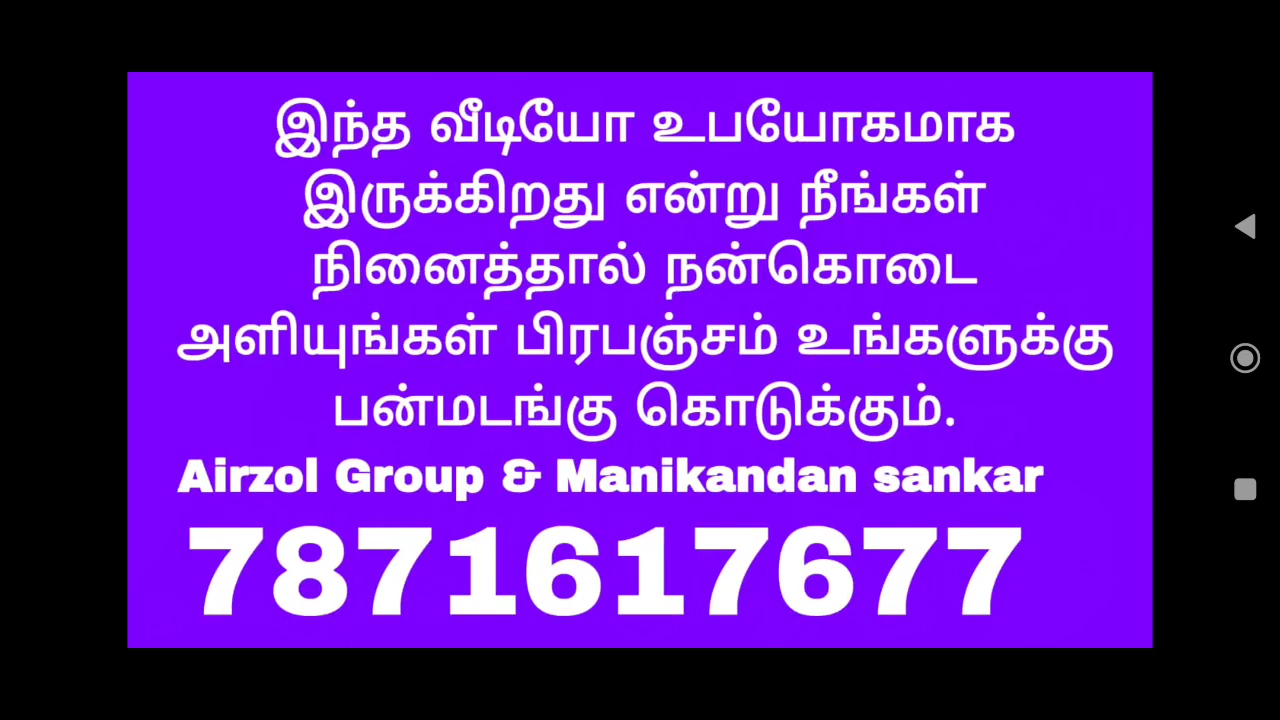 இந்த வீடியோ உபயோகமாக
இருக்கிறது என்று நீங்கள்
நினைத்தால் நன்கொடை
அளியுங்கள் பிரபஞ்சம் உங்களுக்கு
பன்மடங்கு கொடுக்கும்.
Airzol Group & Manikandan sankar
7871617677